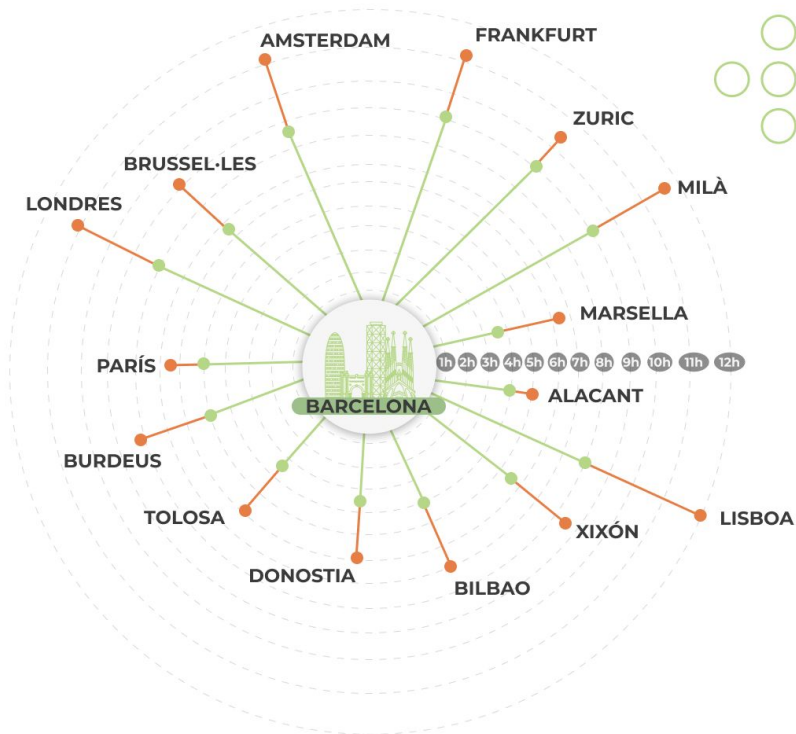 AMSTERDAM
FRANKFURT
ZURIC
BRUSSEL·LES
MILÀ
LONDRES
MARSELLA
PARÍS
1h 2h 3h 4h 5h 6h 7h 8h 9h 10h 11h 12h
ALACANT
BARCELONA
BURDEUS
TOLOSA
LISBOA
XIXÓN
DONOSTIA
BILBAO